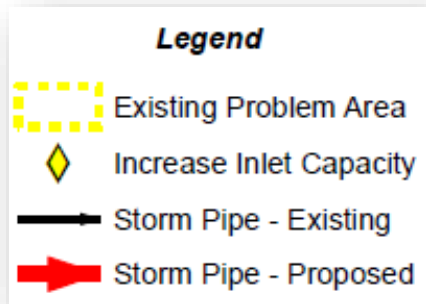 Legend
Existing Problem Area
Increase Inlet Capacity
Storm Pipe - Existing
Storm Pipe - Proposed